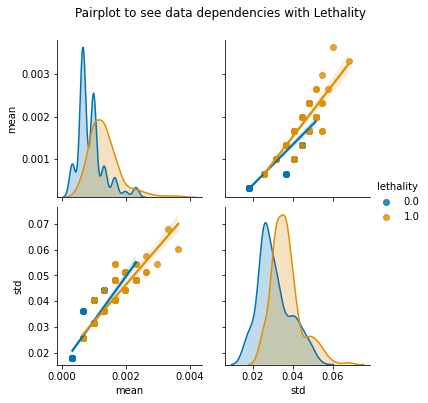 Pairplot to see data dependencies with Lethality
0.003
0.002
0.001
mean
lethality
0.0
1.0
0.07
0.06
0.05
0.04
0.03
0.02
std
0.000 0.002 0.004
0.02 0.04 0.06
mean std